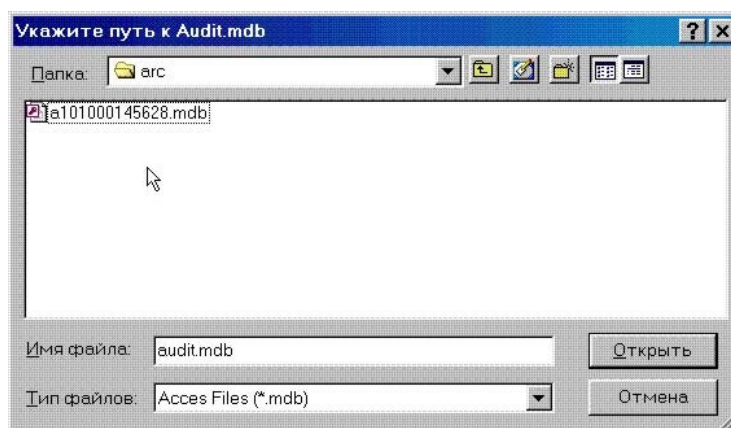 Укажите путь к Audit.mdb
Папка: arc
a101000145628.mdb
Имя файла: audit.mdb Открыть
Тип файлов: Acces Files (*.mdb) Отмена